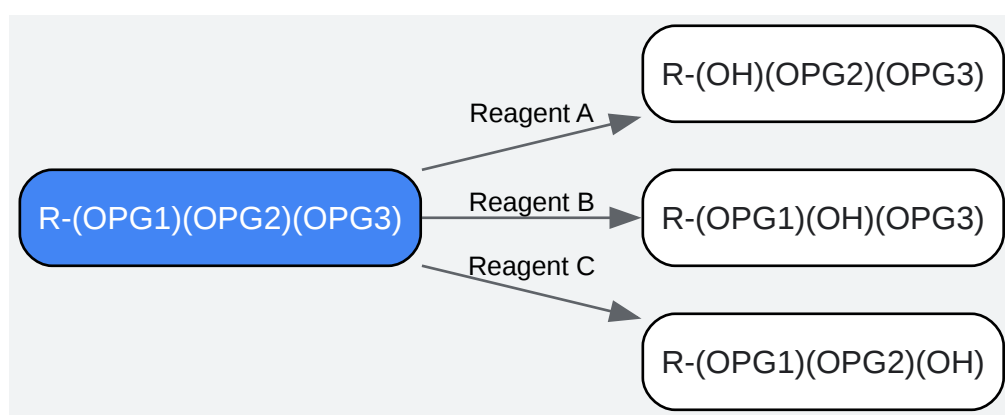 R-(OH)(OPG2)(OPG3)
Reagent A
R-(OPG1)(OPG2)(OPG3)
Reagent B
R-(OPG1)(OH)(OPG3)
Reagent C
R-(OPG1)(OPG2)(OH)